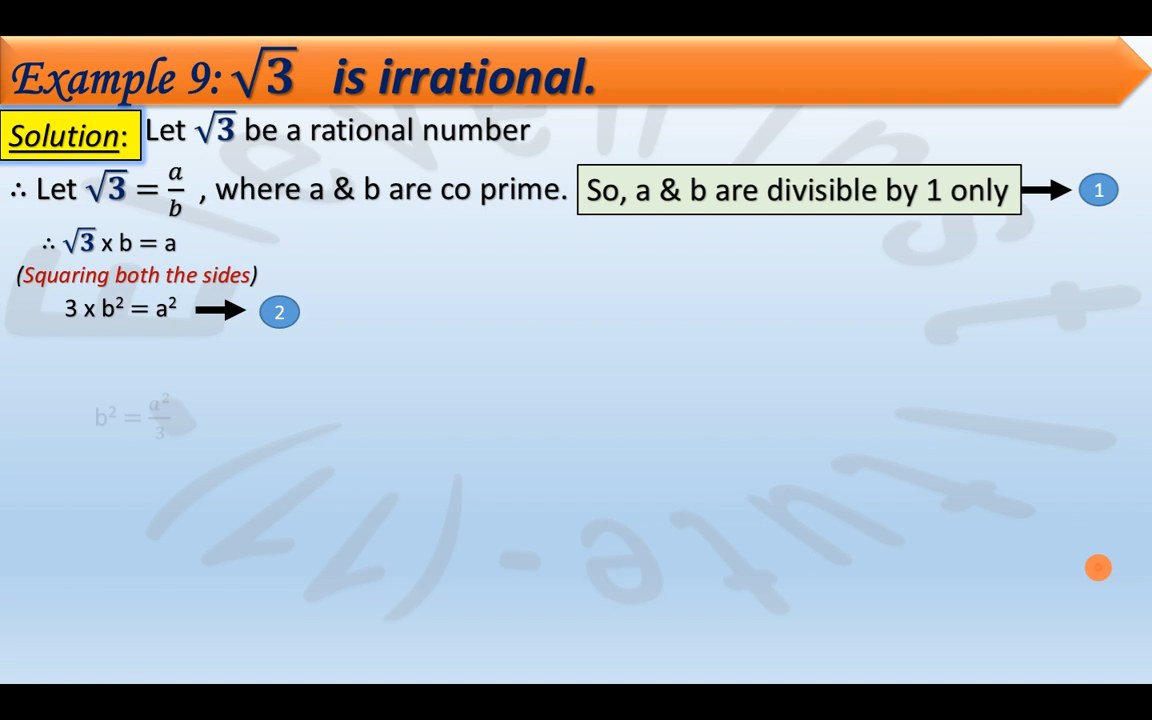 Example 9: √3 is irrational.
Solution: Let √3 be a rational number
∴ Let √3 = a/b , where a & b are co prime. So, a & b are divisible by 1 only 1
∴ √3 x b = a
(Squaring both the sides)
3 x b² = a² 2
b² = a²/3